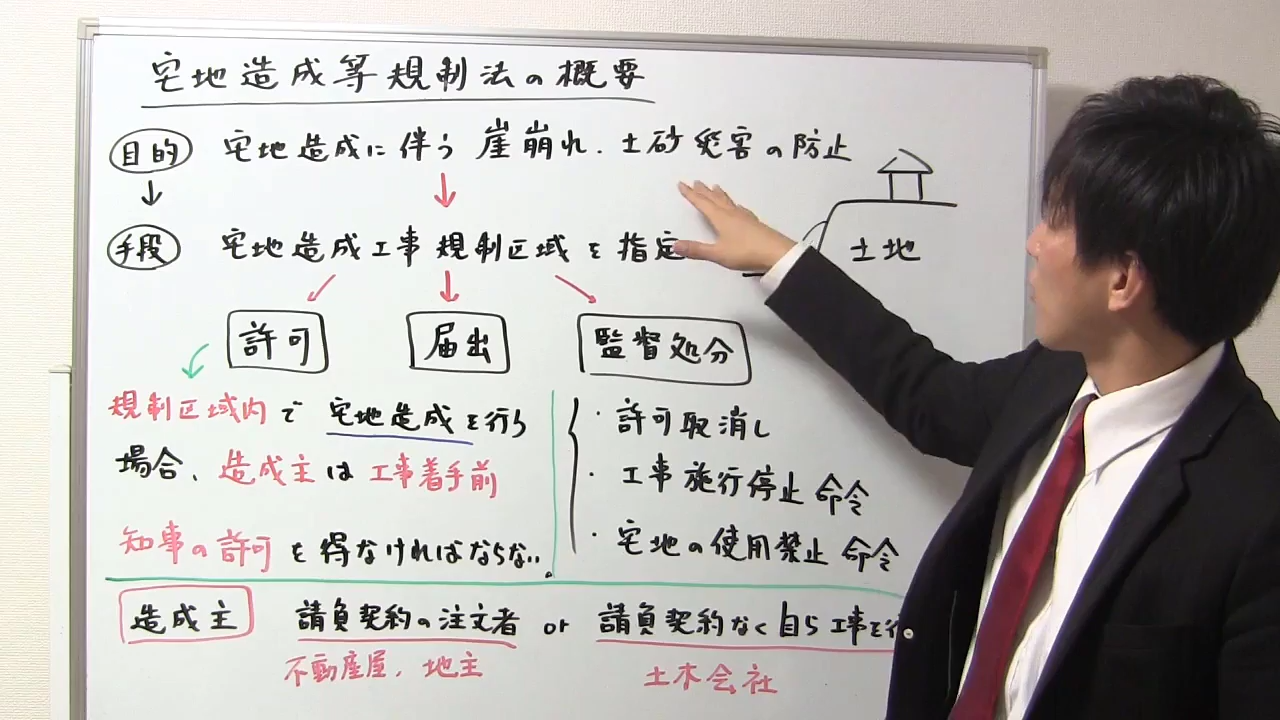 宅地造成等規制法の概要
目的 宅地造成に伴う崖崩れ、土砂災害の防止
手段 宅地造成工事規制区域を指定
土地
許可 届出 監督処分
規制区域内で宅地造成を行う
場合、造成主は工事着手前
知事の許可を得なければならない。
・許可取消し
・工事施行停止命令
・宅地の使用禁止命令
造成主 請負契約の注文者 or 請負契約なく自ら工事を行
不動産屋、地主 土木会社